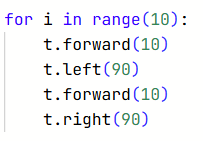 for i in range(10):
    t.forward(10)
    t.left(90)
    t.forward(10)
    t.right(90)